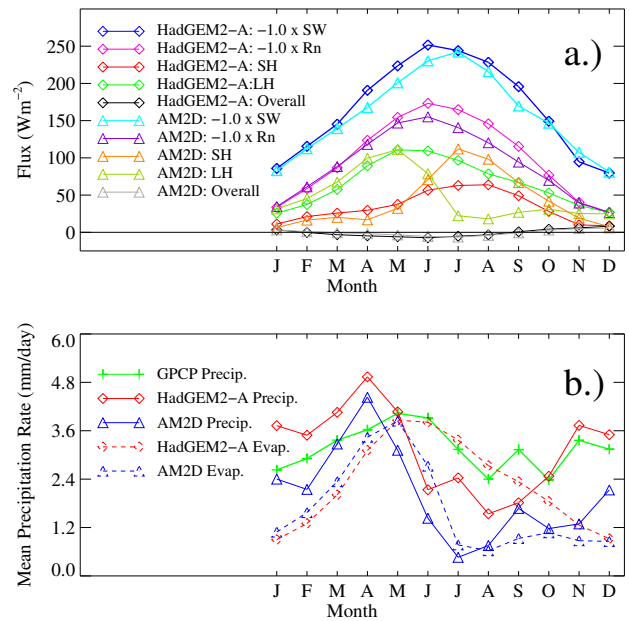 a.)
HadGEM2-A: -1.0 x SW
HadGEM2-A: -1.0 x Rn
HadGEM2-A: SH
HadGEM2-A:LH
HadGEM2-A: Overall
AM2D: -1.0 x SW
AM2D: -1.0 x Rn
AM2D: SH
AM2D: LH
AM2D: Overall
Flux (Wm⁻²)
250
200
150
100
50
0
J F M A M J J A S O N D
Month
b.)
GPCP Precip.
HadGEM2-A Precip.
AM2D Precip.
HadGEM2-A Evap.
AM2D Evap.
Mean Precipitation Rate (mm/day)
6.0
4.8
3.6
2.4
1.2
0.0
J F M A M J J A S O N D
Month